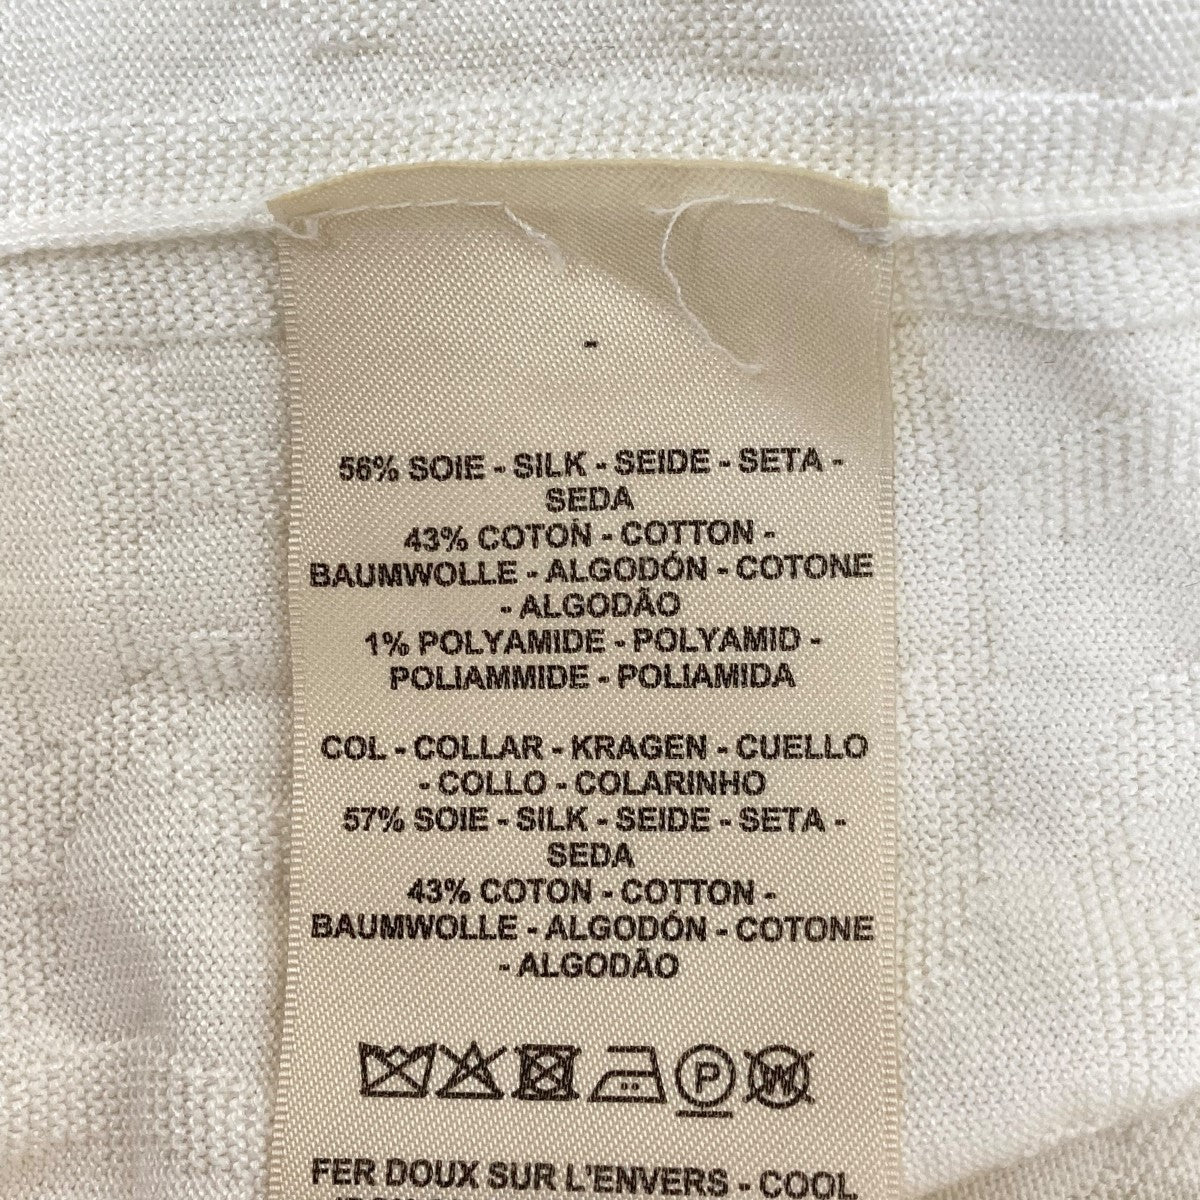 -
56% SOIE - SILK - SEIDE - SETA -
SEDA
43% COTON - COTTON -
BAUMWOLLE - ALGODÓN - COTONE
- ALGODÃO
1% POLYAMIDE - POLYAMID -
POLIAMMIDE - POLIAMIDA
COL - COLLAR - KRAGEN - CUELLO
- COLLO - COLARINHO
57% SOIE - SILK - SEIDE - SETA -
SEDA
43% COTON - COTTON -
BAUMWOLLE - ALGODÓN - COTONE
- ALGODÃO
P W
FER DOUX SUR L'ENVERS - COOL